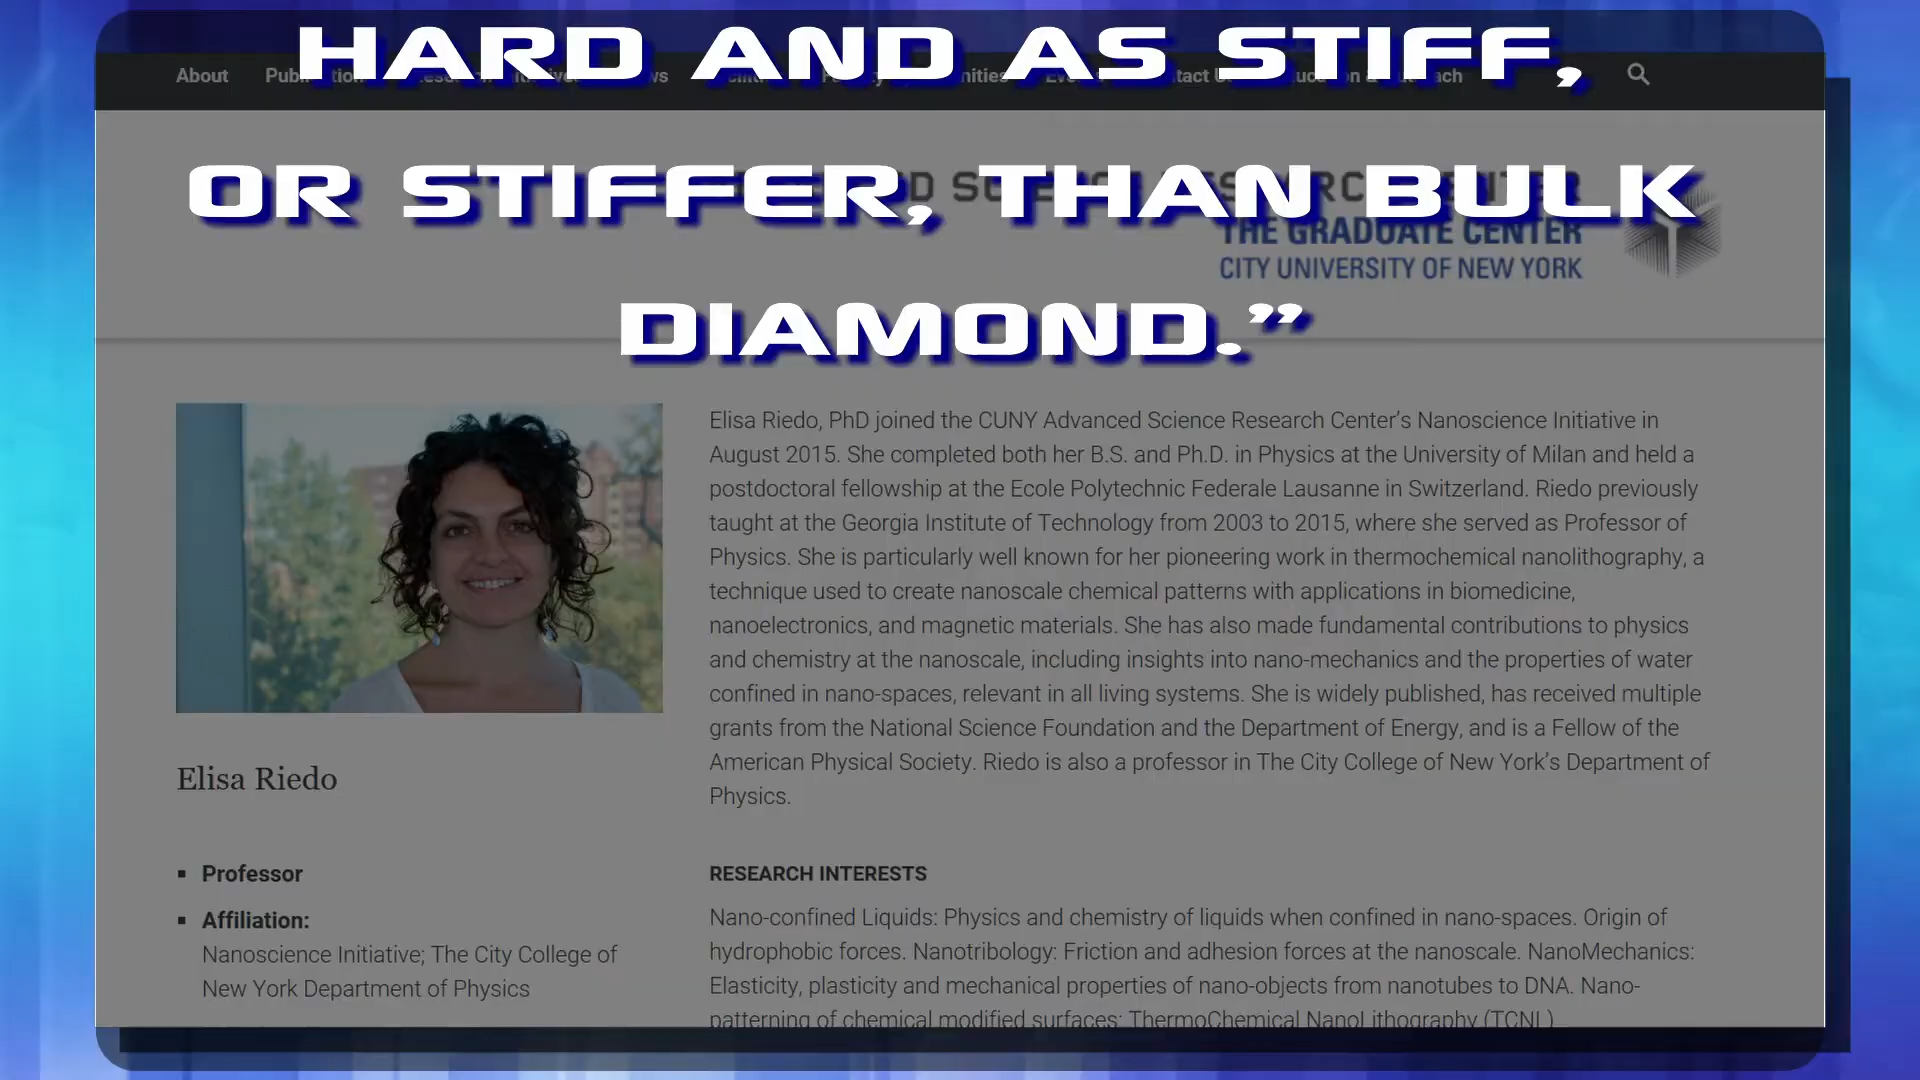 HARD AND AS STIFF,
About
OR STIFFER, THAN BULK
THE GRADUATE CENTER
CITY UNIVERSITY OF NEW YORK
DIAMOND.”
Elisa Riedo, PhD joined the CUNY Advanced Science Research Center’s Nanoscience Initiative in
August 2015. She completed both her B.S. and Ph.D. in Physics at the University of Milan and held a
postdoctoral fellowship at the Ecole Polytechnic Federale Lausanne in Switzerland. Riedo previously
taught at the Georgia Institute of Technology from 2003 to 2015, where she served as Professor of
Physics. She is particularly well known for her pioneering work in thermochemical nanolithography, a
technique used to create nanoscale chemical patterns with applications in biomedicine,
nanoelectronics, and magnetic materials. She has also made fundamental contributions to physics
and chemistry at the nanoscale, including insights into nano-mechanics and the properties of water
confined in nano-spaces, relevant in all living systems. She is widely published, has received multiple
grants from the National Science Foundation and the Department of Energy, and is a Fellow of the
American Physical Society. Riedo is also a professor in The City College of New York’s Department of
Physics.
Elisa Riedo
Professor
Affiliation:
Nanoscience Initiative; The City College of
New York Department of Physics
RESEARCH INTERESTS
Nano-confined Liquids: Physics and chemistry of liquids when confined in nano-spaces. Origin of
hydrophobic forces. Nanotribology: Friction and adhesion forces at the nanoscale. NanoMechanics:
Elasticity, plasticity and mechanical properties of nano-objects from nanotubes to DNA. Nano-
patterning of chemical modified surfaces: ThermoChemical NanoLithography (TCNL)